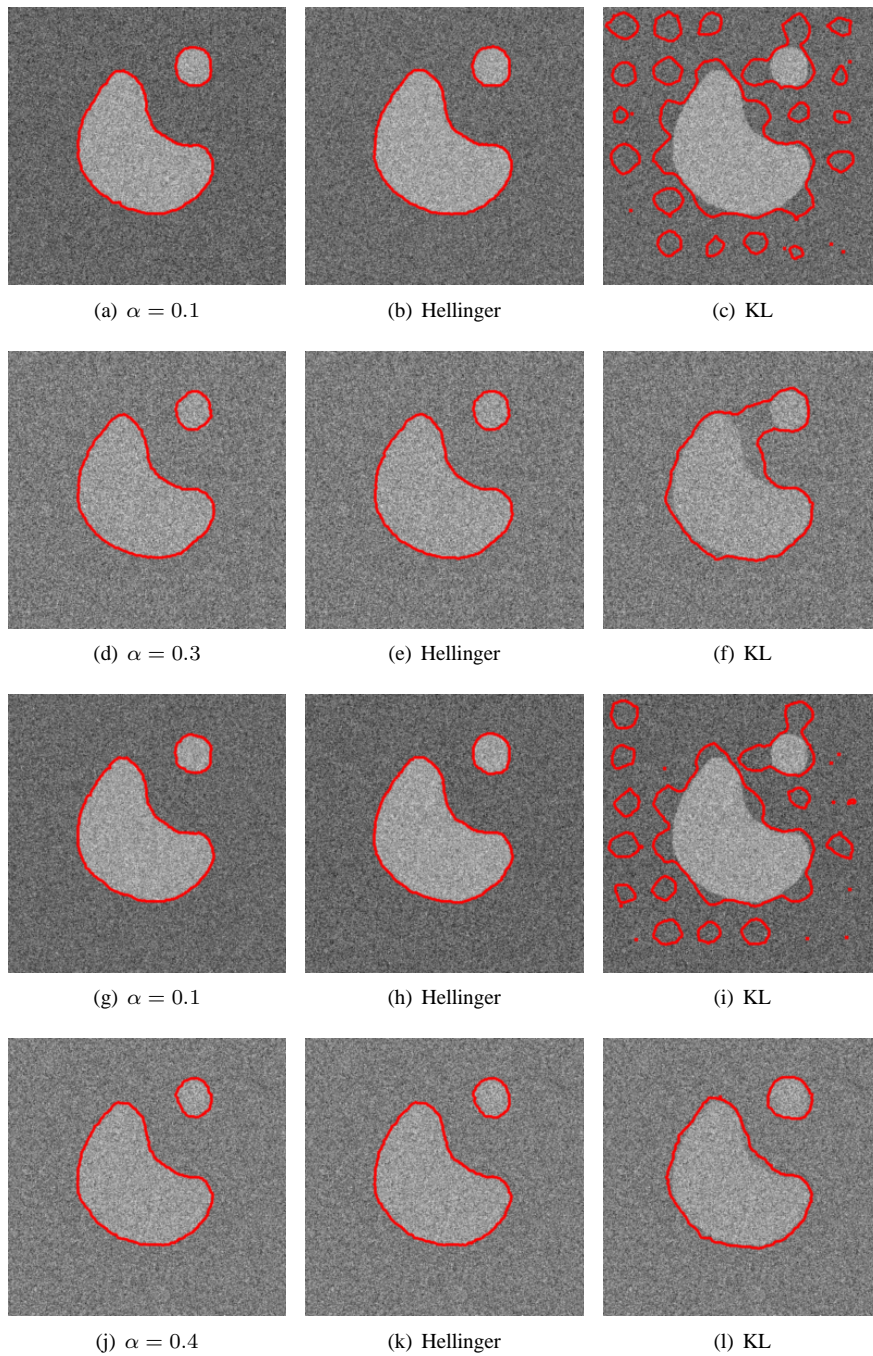 (a) α = 0.1 (b) Hellinger (c) KL
(d) α = 0.3 (e) Hellinger (f) KL
(g) α = 0.1 (h) Hellinger (i) KL
(j) α = 0.4 (k) Hellinger (l) KL